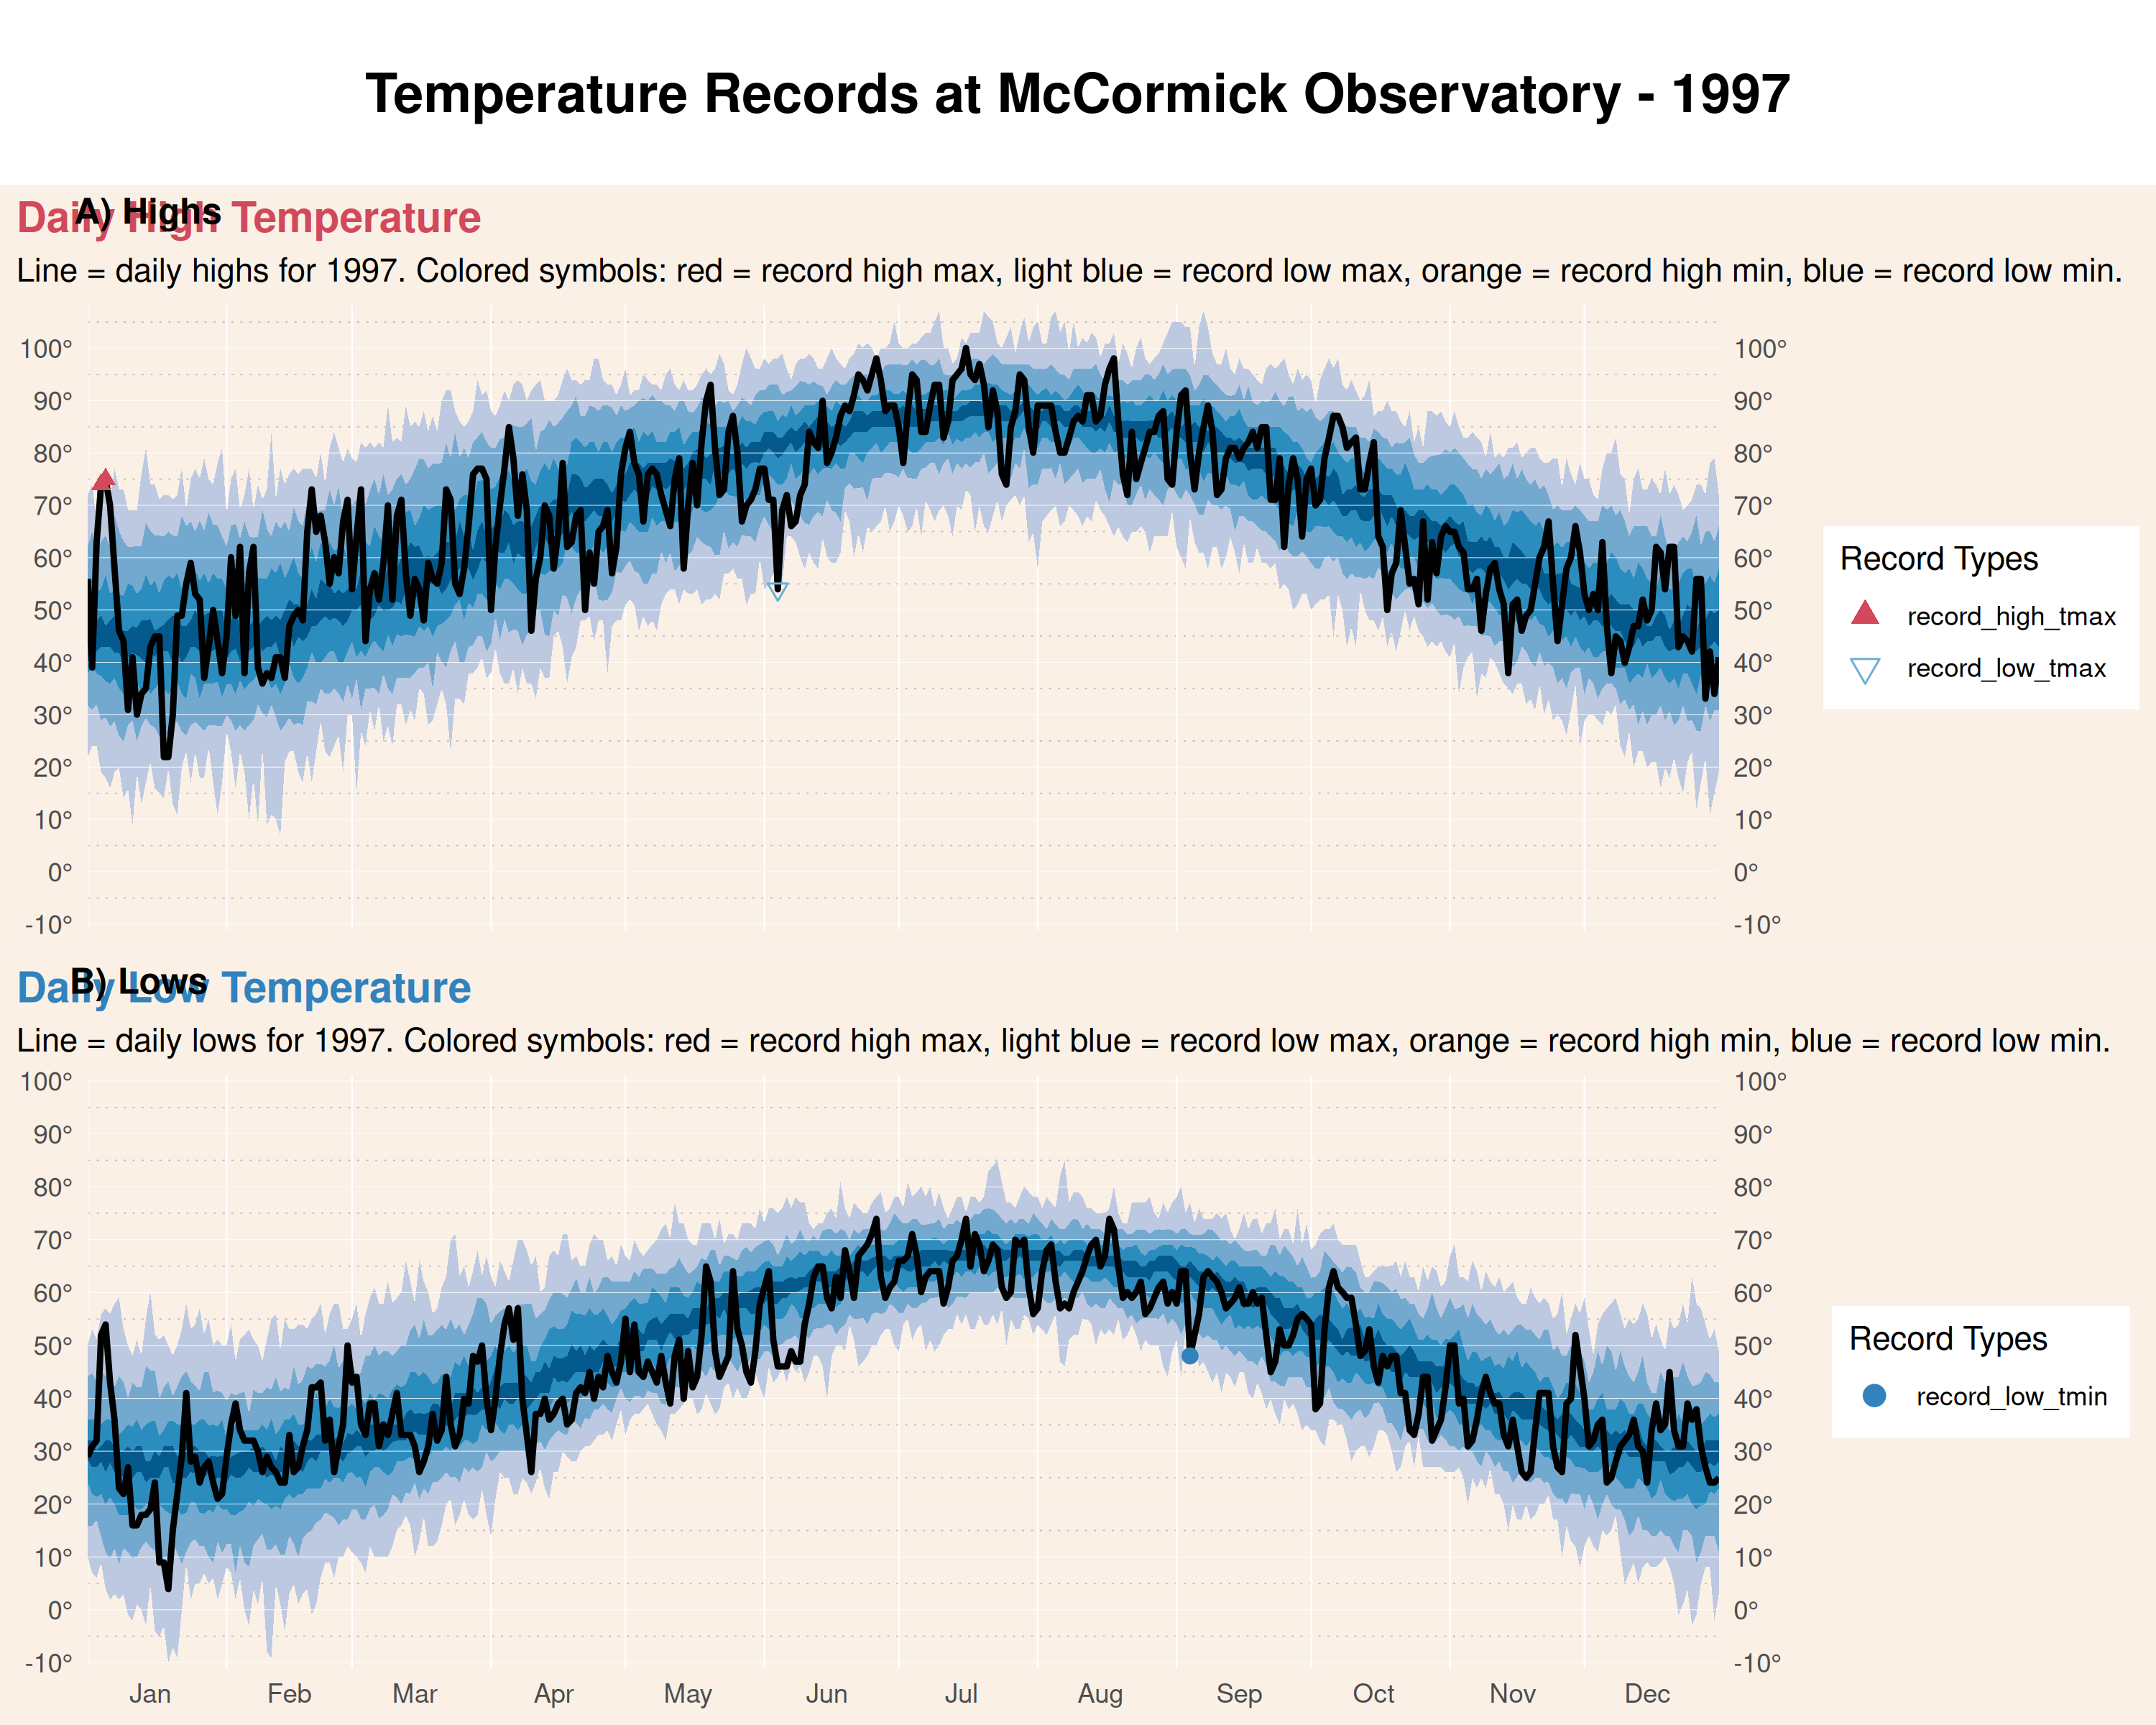 Temperature Records at McCormick Observatory - 1997
Daily High Temperature
A) Highs
Line = daily highs for 1997. Colored symbols: red = record high max, light blue = record low max, orange = record high min, blue = record low min.
100° 100°
90° 90°
80° 80°
70° 70°
60° 60°
50° 50°
40° 40°
30° 30°
20° 20°
10° 10°
0° 0°
-10° -10°
Record Types
record_high_tmax
record_low_tmax
Daily Low Temperature
B) Lows
Line = daily lows for 1997. Colored symbols: red = record high max, light blue = record low max, orange = record high min, blue = record low min.
100° 100°
90° 90°
80° 80°
70° 70°
60° 60°
50° 50°
40° 40°
30° 30°
20° 20°
10° 10°
0° 0°
-10° -10°
Record Types
record_low_tmin
Jan Feb Mar Apr May Jun Jul Aug Sep Oct Nov Dec